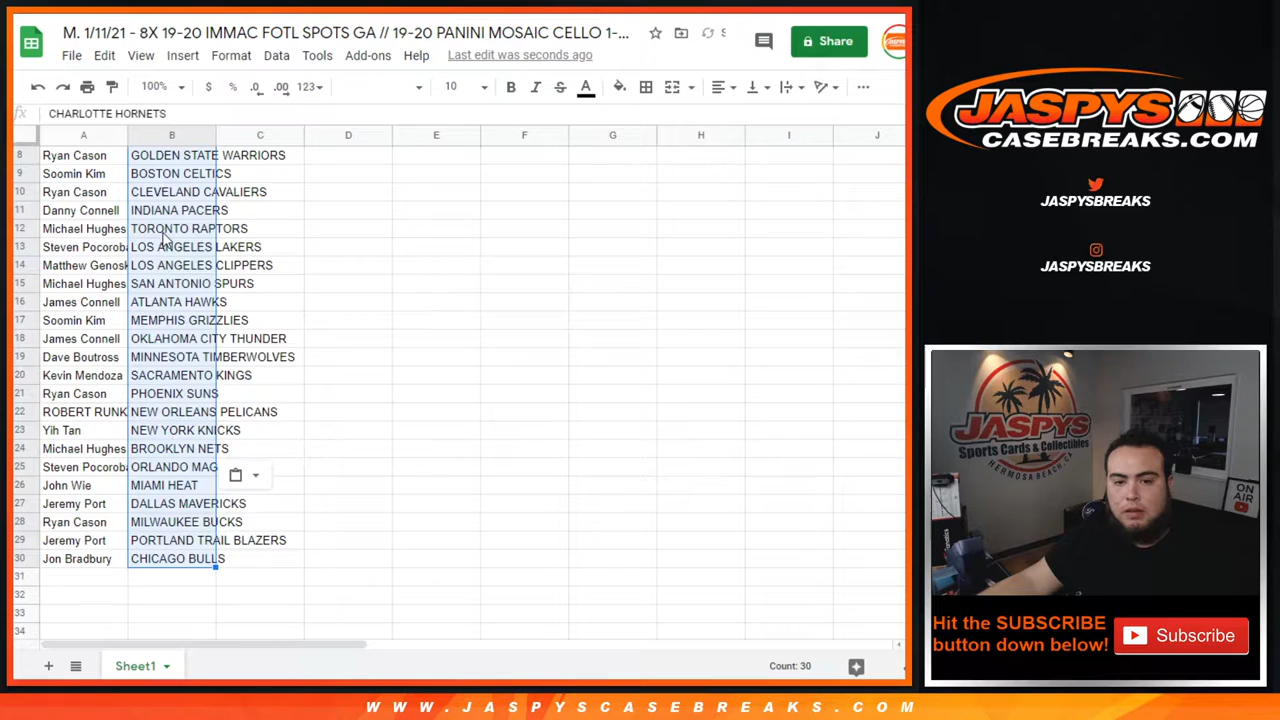 M. 1/11/21 - 8X 19-20 IMMAC FOTL SPOTS GA // 19-20 PANINI MOSAIC CELLO 1-...
File Edit View Insert Format Data Tools Add-ons Help Last edit was seconds ago
Share
100% $ % .0 .00 123 10 B I S A
fx CHARLOTTE HORNETS
A B C D E F G H I J
8 Ryan Cason GOLDEN STATE WARRIORS
9 Soomin Kim BOSTON CELTICS
10 Ryan Cason CLEVELAND CAVALIERS
11 Danny Connell INDIANA PACERS
12 Michael Hughes TORONTO RAPTORS
13 Steven Pocoroba LOS ANGELES LAKERS
14 Matthew Genosk LOS ANGELES CLIPPERS
15 Michael Hughes SAN ANTONIO SPURS
16 James Connell ATLANTA HAWKS
17 Soomin Kim MEMPHIS GRIZZLIES
18 James Connell OKLAHOMA CITY THUNDER
19 Dave Boutross MINNESOTA TIMBERWOLVES
20 Kevin Mendoza SACRAMENTO KINGS
21 Ryan Cason PHOENIX SUNS
22 ROBERT RUNK NEW ORLEANS PELICANS
23 Yih Tan NEW YORK KNICKS
24 Michael Hughes BROOKLYN NETS
25 Steven Pocoroba ORLANDO MAG
26 John Wie MIAMI HEAT
27 Jeremy Port DALLAS MAVERICKS
28 Ryan Cason MILWAUKEE BUCKS
29 Jeremy Port PORTLAND TRAIL BLAZERS
30 Jon Bradbury CHICAGO BULLS
31
32
33
34
Sheet1
Count: 30
JASPYS
CASEBREAKS.COM
JASPYSBREAKS
JASPYSBREAKS
JASPYS
Sports Cards & Collectibles
HERMOSA BEACH, CA
ON
AIR
Fanatics
Hit the SUBSCRIBE
button down below!
Subscribe
WWW.JASPYSCASEBREAKS.COM